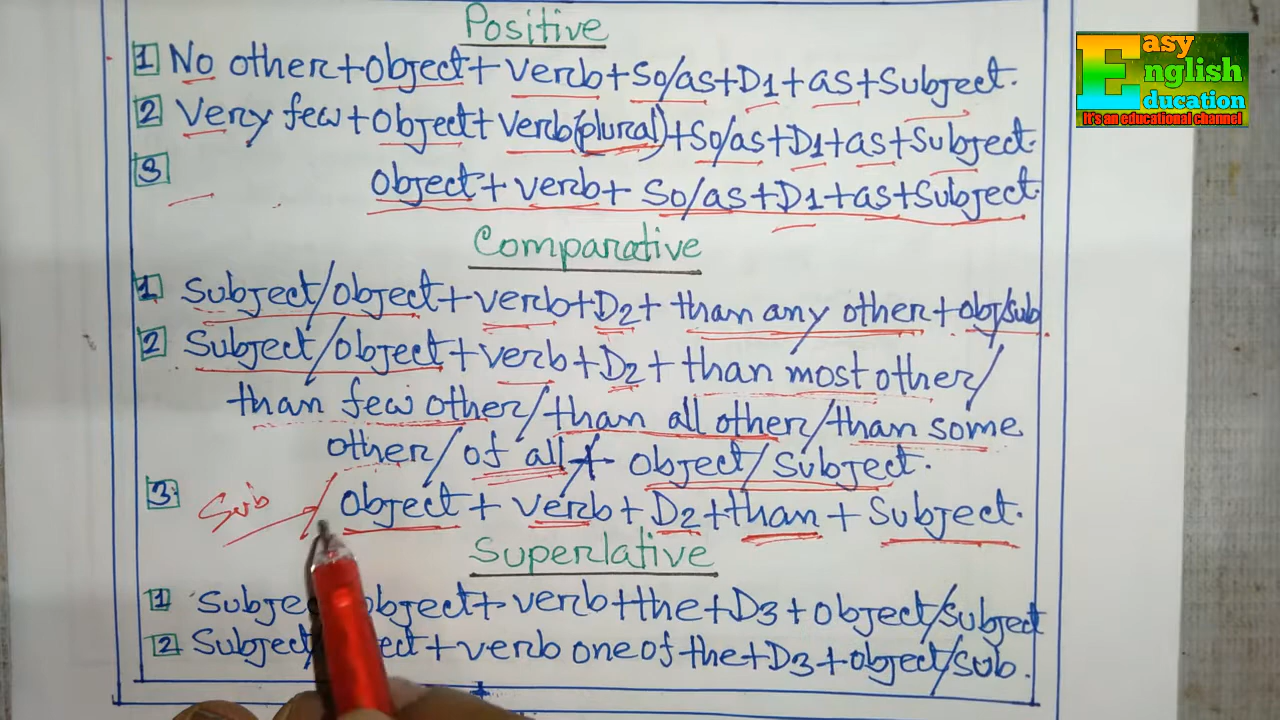 Positive
1 No other + object + verb + So/as + D1 + as + Subject.
2 Very few + object + verb (plural) + So/as + D1 + as + Subject.
3 object + verb + So/as + D1 + as + Subject.
Comparative
1 Subject/object + verb + D2 + than any other + obj/sub.
2 Subject/object + verb + D2 + than most other/
than few other/than all other/than some
other/of all + object/subject.
3 Sub / object + verb + D2 + than + Subject.
Superlative
1 + verb + the + D3 + object/subject
2 + verb one of the + D3 + object/sub.
Easy
English
Education
It's an educational channel